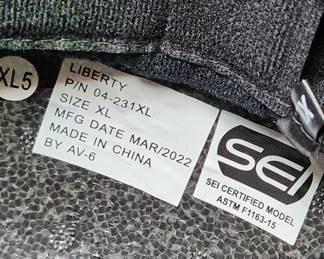 XL5
LIBERTY
P/N 04-231XL
SIZE XL
MFG DATE MAR/2022
MADE IN CHINA
BY AV-6
SEI
SEI CERTIFIED MODEL
ASTM F1163-15